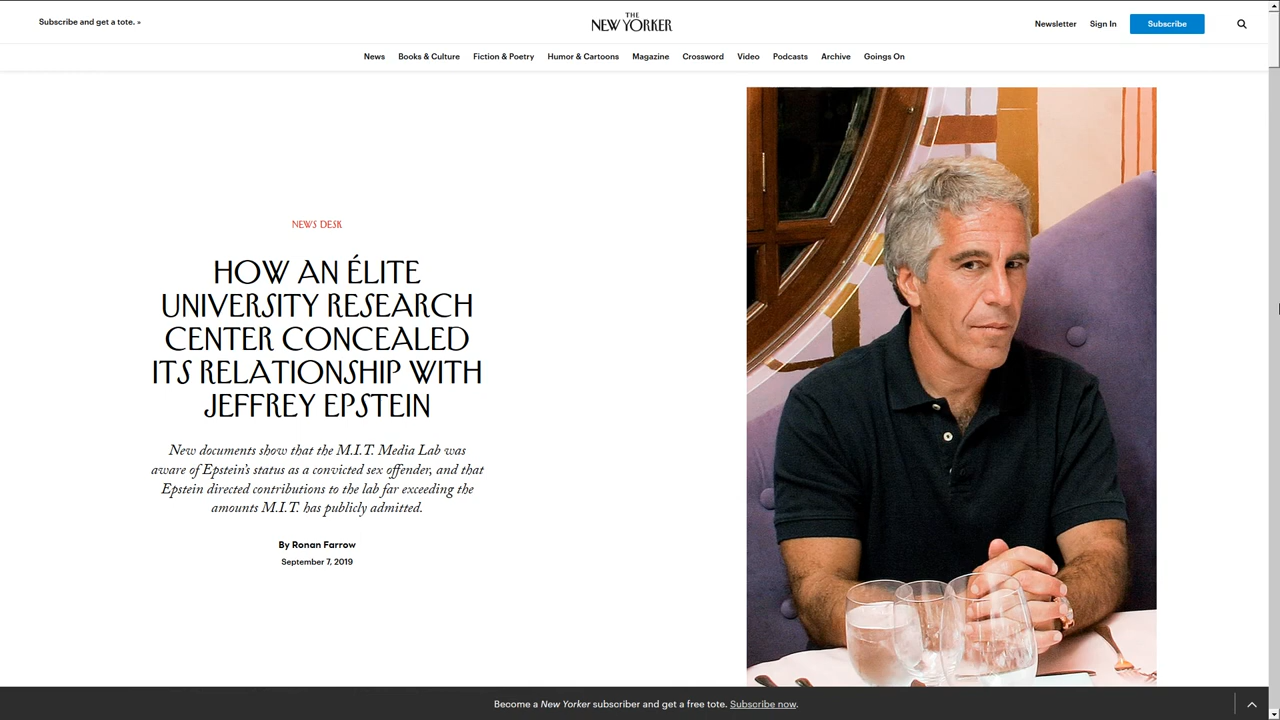 Subscribe and get a tote. »
THE
NEW YORKER
Newsletter
Sign In
Subscribe
News
Books & Culture
Fiction & Poetry
Humor & Cartoons
Magazine
Crossword
Video
Podcasts
Archive
Goings On
NEWS DESK
HOW AN ÉLITE
UNIVERSITY RESEARCH
CENTER CONCEALED
ITS RELATIONSHIP WITH
JEFFREY EPSTEIN
New documents show that the M.I.T. Media Lab was
aware of Epstein's status as a convicted sex offender, and that
Epstein directed contributions to the lab far exceeding the
amounts M.I.T. has publicly admitted.
By Ronan Farrow
September 7, 2019
Become a New Yorker subscriber and get a free tote. Subscribe now.